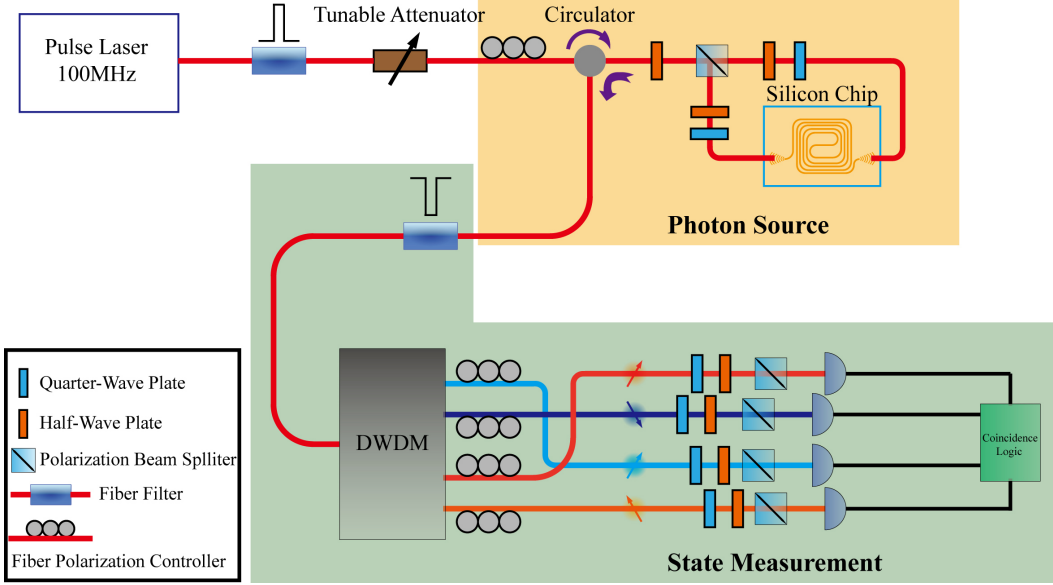 Pulse Laser
100MHz
Tunable Attenuator
Circulator
Silicon Chip
Photon Source
DWDM
Coincidence
Logic
State Measurement
Quarter-Wave Plate
Half-Wave Plate
Polarization Beam Splliter
Fiber Filter
Fiber Polarization Controller